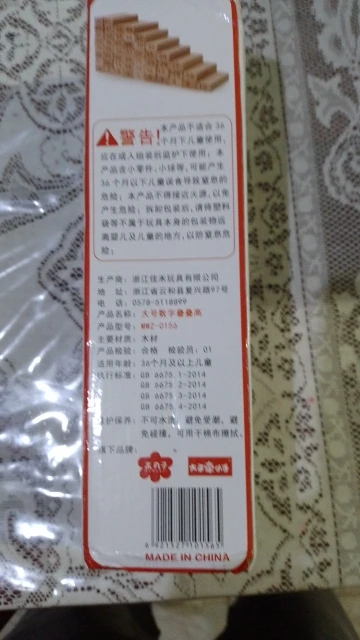 警告!
本产品不适合36
个月下儿童使用,
应在成人组装和监护下使用;本
产品含小零件、小球等,可能产生
36个月以下儿童误食导致窒息的
危险;本产品不得接近火源,以免
产生危险;拆卸包装后,请将塑料
袋等不属于玩具本身的包装物远
离婴儿及儿童的地方,以防窒息危
险;
生产商:浙江佳木玩具有限公司
地 址:浙江省云和县复兴路97号
电 话:0578-5118899
产品名称:大号数字叠叠高
产品型号:MWZ-0156
主要材质:木材
产品检验:合格 检验员:01
适用年龄:36个月及以上儿童
执行标准:GB 6675.1-2014
GB 6675.2-2014
GB 6675.3-2014
GB 6675.4-2014
护保养:不可水洗、避免受潮、避
免碰撞,可用干棉布擦拭。
旗下品牌:
MADE IN CHINA